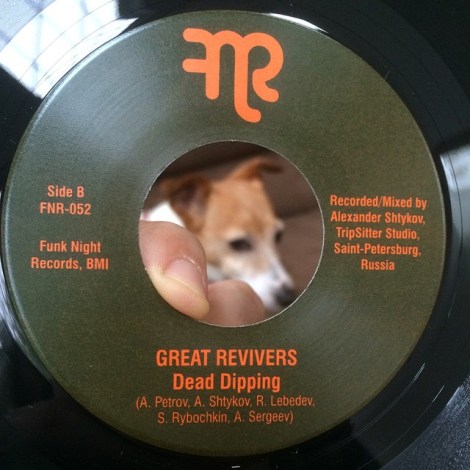 FNR
Side B
FNR-052
Funk Night
Records, BMI
Recorded/Mixed by
Alexander Shtykov,
TripSitter Studio,
Saint-Petersburg,
Russia
GREAT REVIVERS
Dead Dipping
(A. Petrov, A. Shtykov, R. Lebedev,
S. Rybochkin, A. Sergeev)